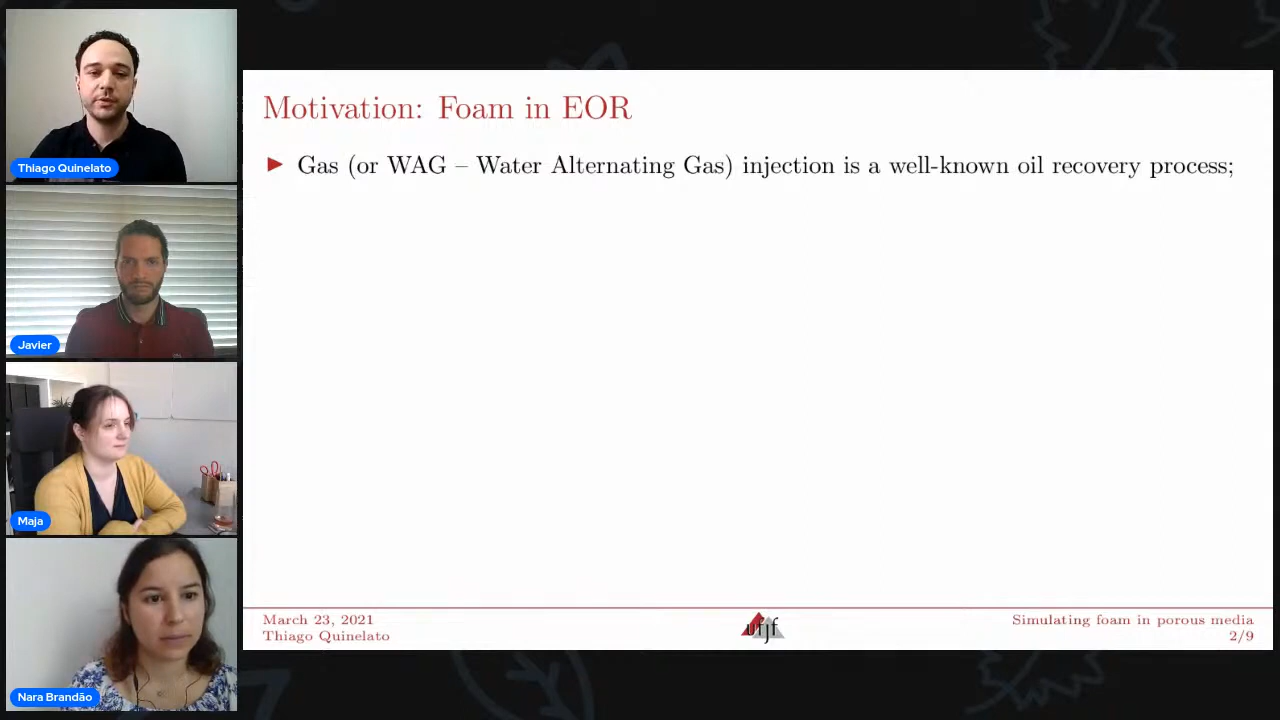 Thiago Quinelato
Javier
Maja
Nara Brandão
Motivation: Foam in EOR
Gas (or WAG – Water Alternating Gas) injection is a well-known oil recovery process;
March 23, 2021
Thiago Quinelato
ufjf
Simulating foam in porous media
2/9